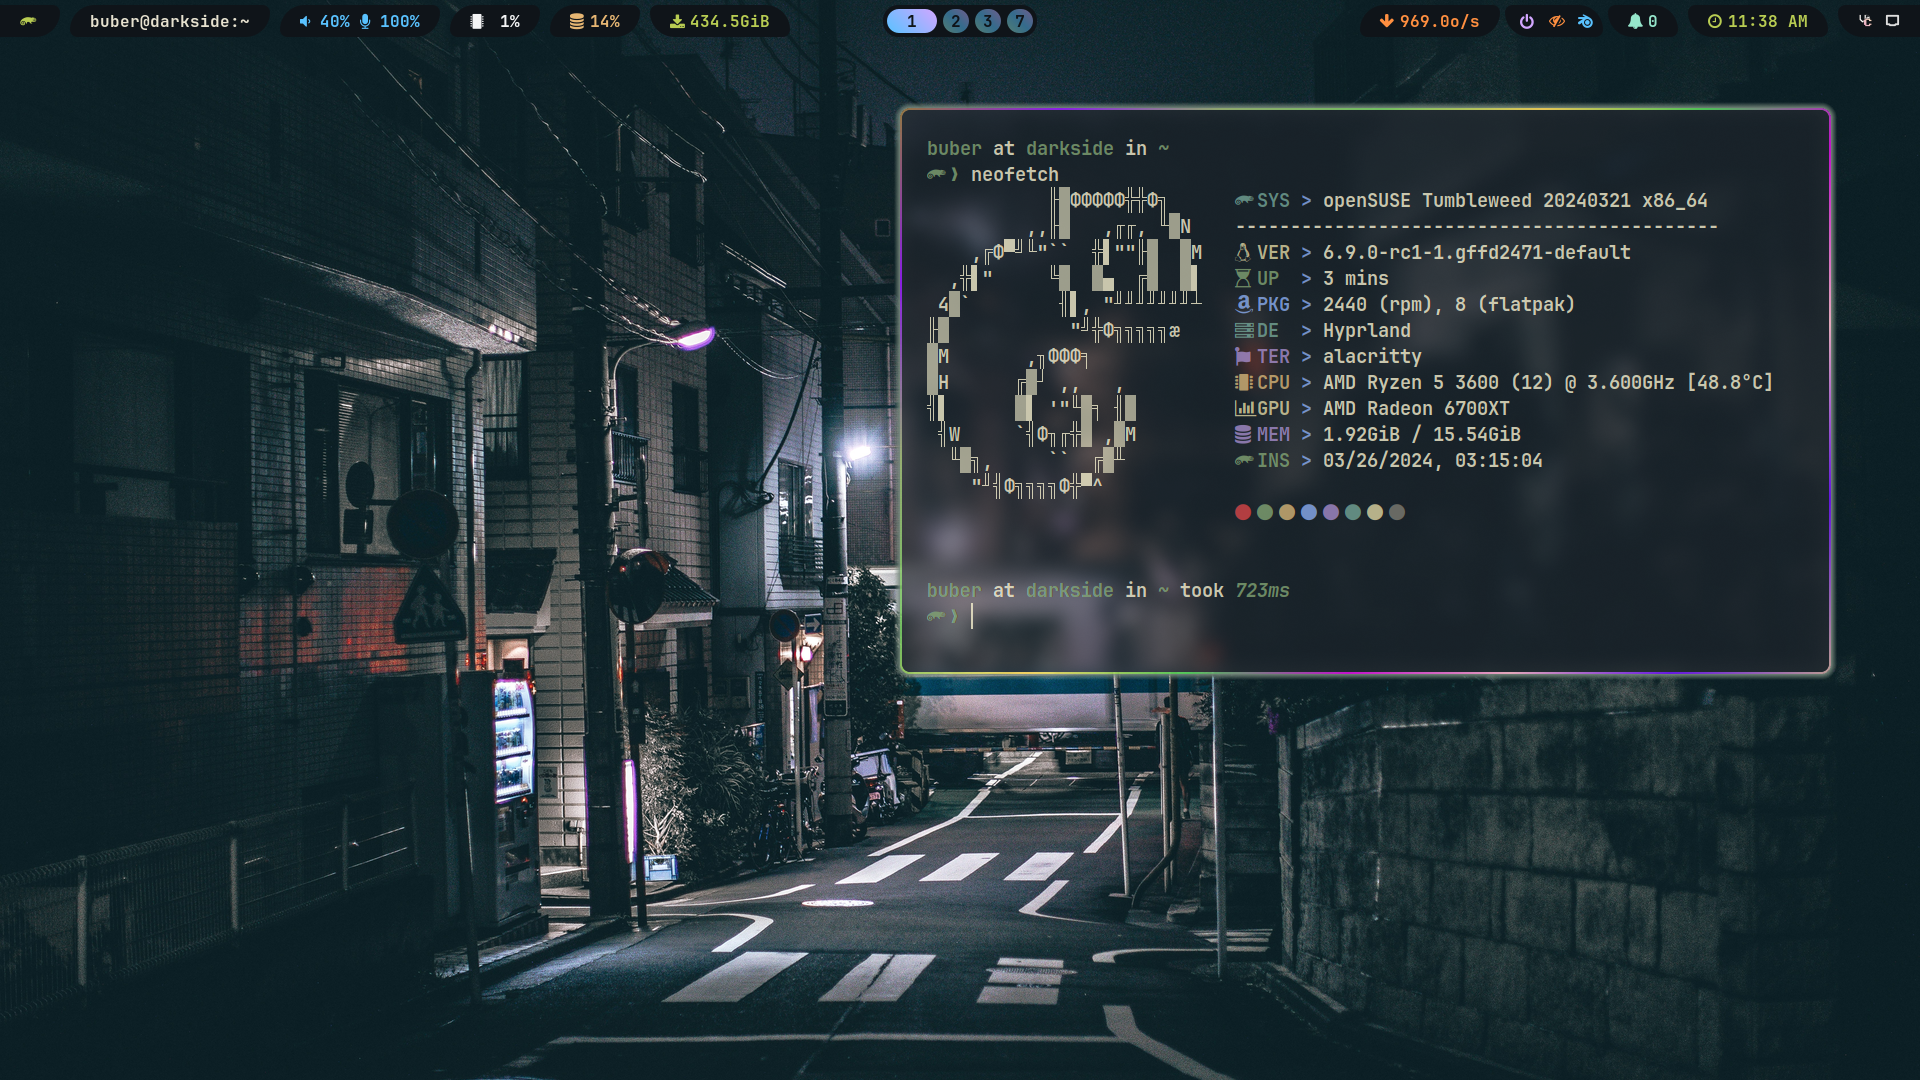 buber@darkside:~ 40% 100% 1% 14% 434.5GiB 1 2 3 7 969.0o/s 0 11:38 AM
buber at darkside in ~
❯ neofetch
SYS > openSUSE Tumbleweed 20240321 x86_64
--------------------------------------------
VER > 6.9.0-rc1-1.gffd2471-default
UP > 3 mins
PKG > 2440 (rpm), 8 (flatpak)
DE > Hyprland
TER > alacritty
CPU > AMD Ryzen 5 3600 (12) @ 3.600GHz [48.8°C]
GPU > AMD Radeon 6700XT
MEM > 1.92GiB / 15.54GiB
INS > 03/26/2024, 03:15:04
buber at darkside in ~ took 723ms
❯